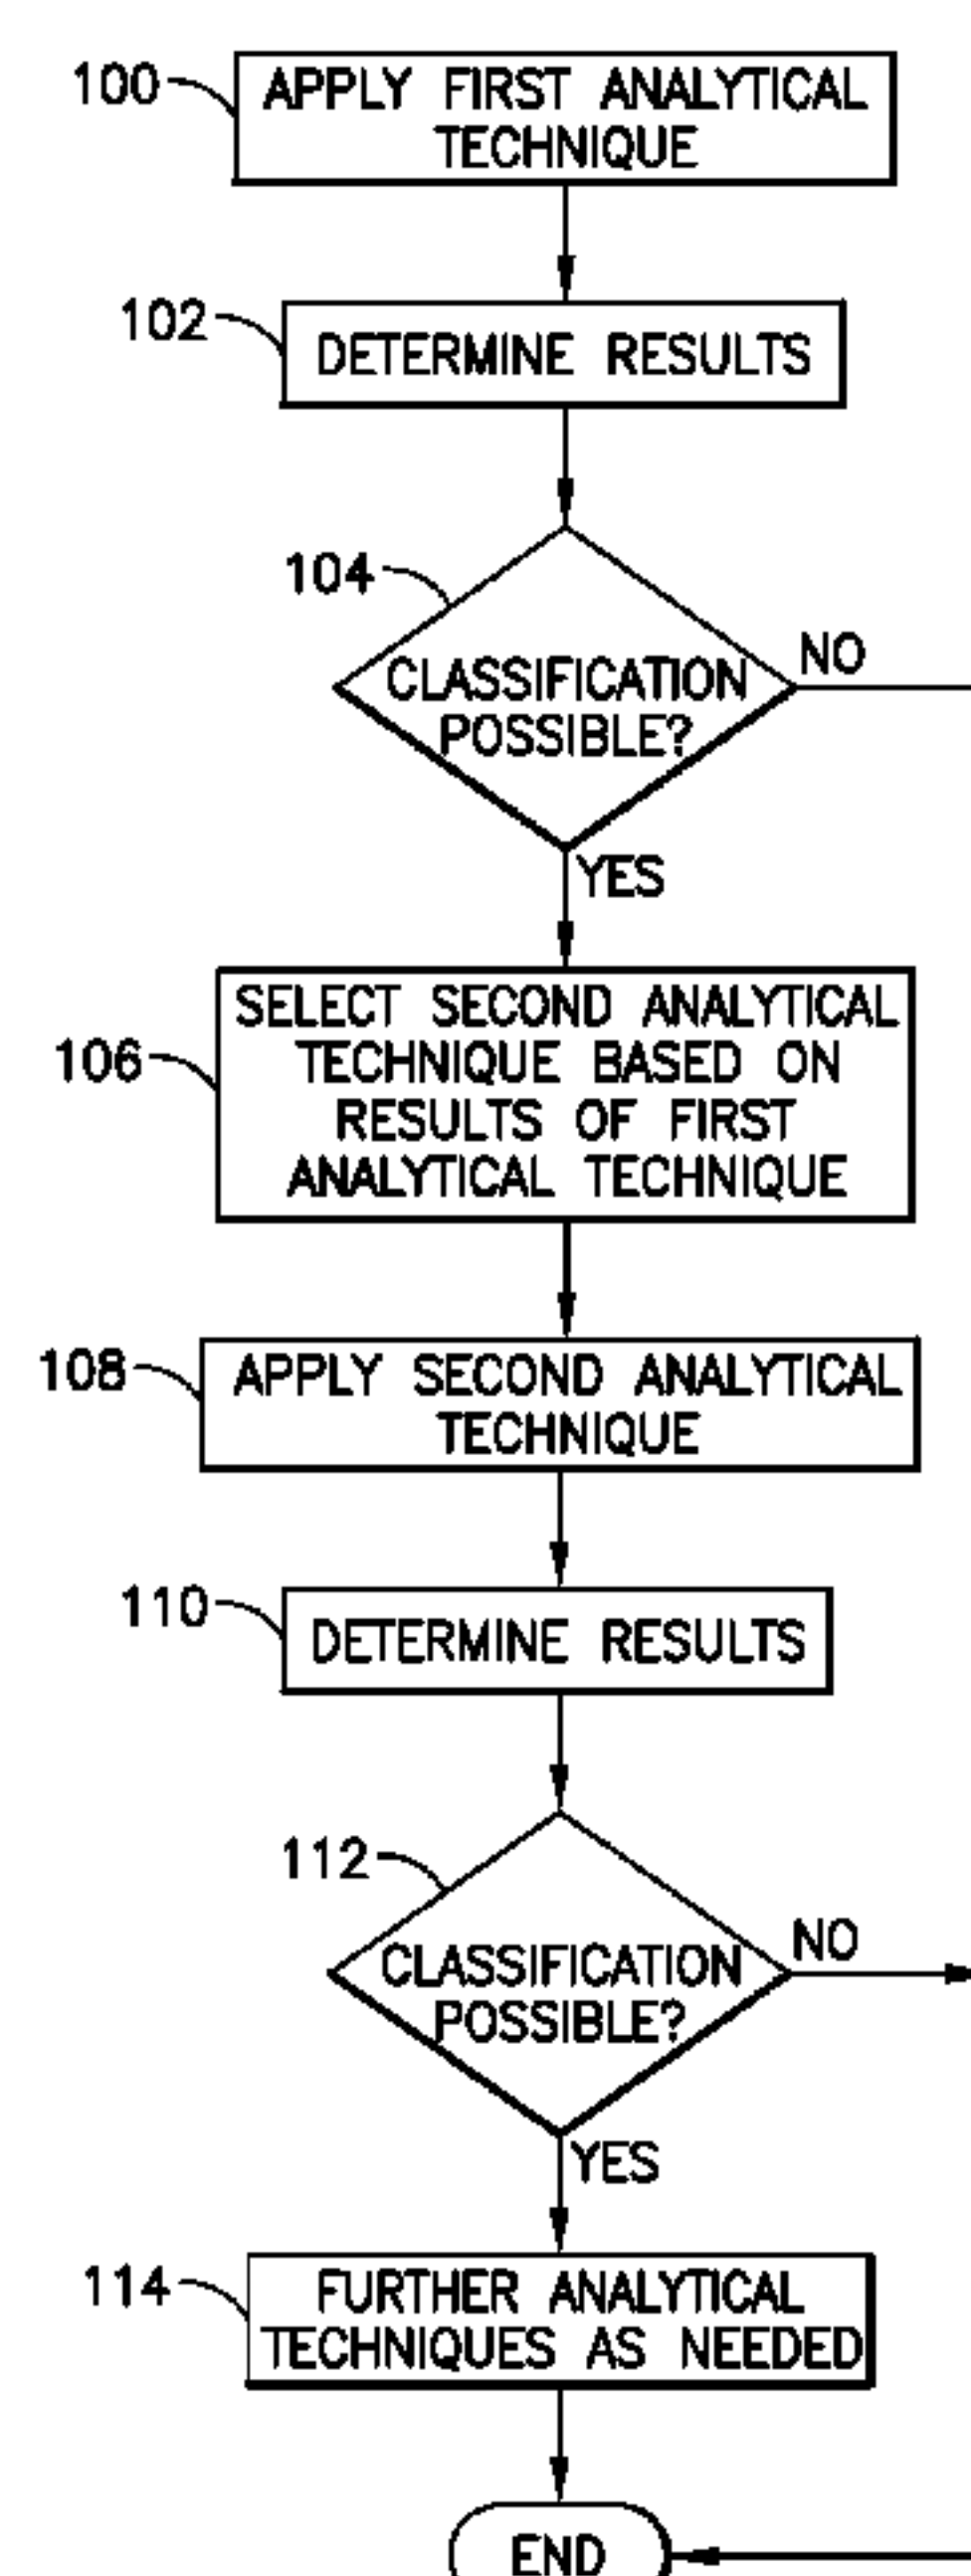 100
APPLY FIRST ANALYTICAL
TECHNIQUE
102
DETERMINE RESULTS
104
CLASSIFICATION
POSSIBLE?
NO
YES
106
SELECT SECOND ANALYTICAL
TECHNIQUE BASED ON
RESULTS OF FIRST
ANALYTICAL TECHNIQUE
108
APPLY SECOND ANALYTICAL
TECHNIQUE
110
DETERMINE RESULTS
112
CLASSIFICATION
POSSIBLE?
NO
YES
114
FURTHER ANALYTICAL
TECHNIQUES AS NEEDED
END